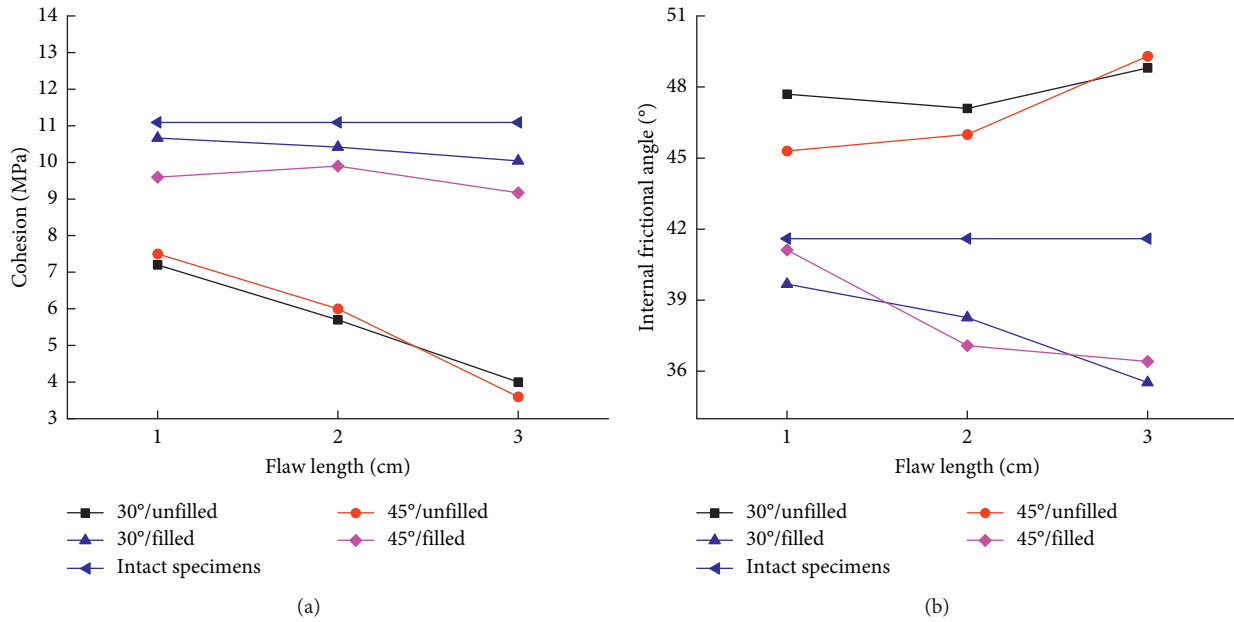 14
13
12
11
10
9
8
7
6
5
4
3
Cohesion (MPa)
1 2 3
Flaw length (cm)
30°/unfilled 45°/unfilled
30°/filled 45°/filled
Intact specimens
(a)
51
48
45
42
39
36
Internal frictional angle (°)
1 2 3
Flaw length (cm)
30°/unfilled 45°/unfilled
30°/filled 45°/filled
Intact specimens
(b)